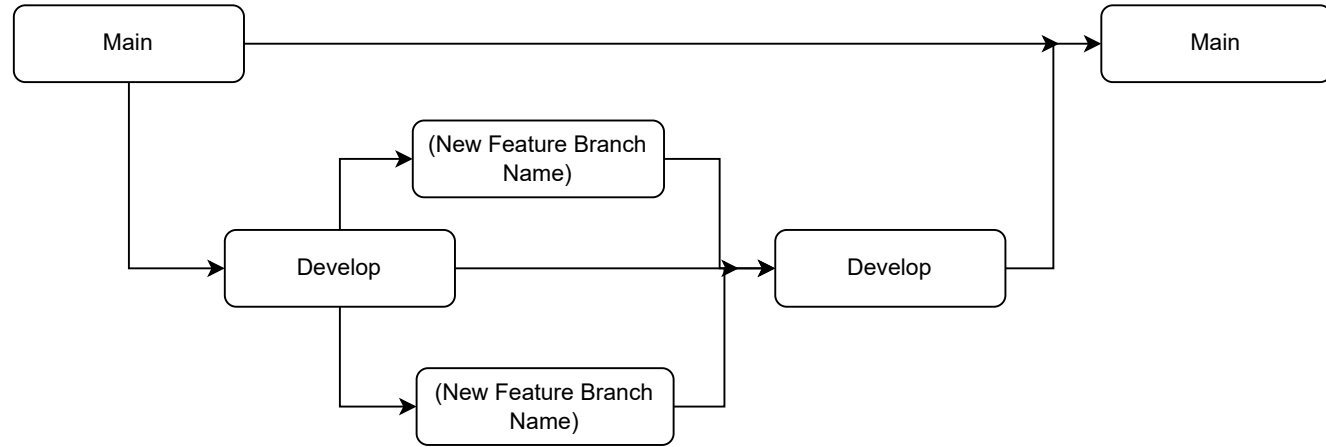 Main
Main
(New Feature Branch
Name)
Develop
Develop
(New Feature Branch
Name)